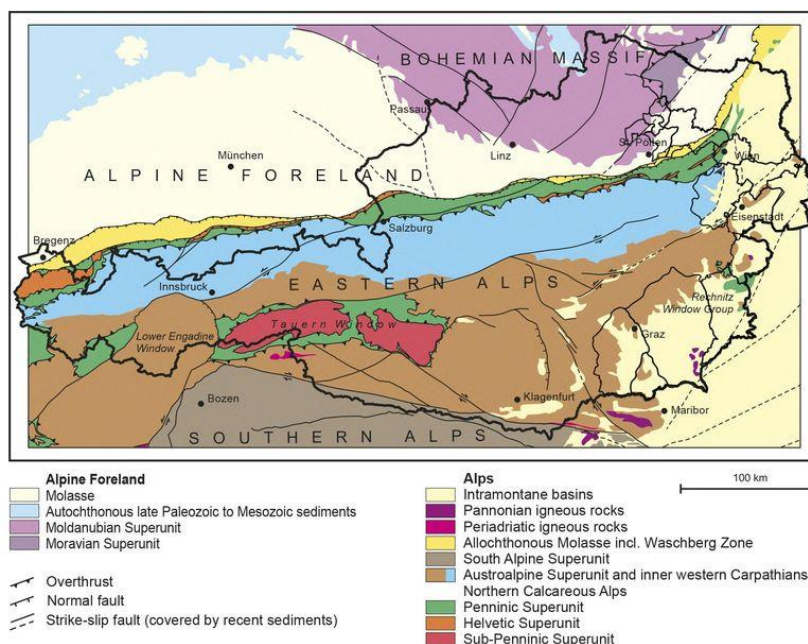 BOHEMIAN MASSIF
Passau
München
Linz
St. Pölten
Wien
ALPINE FORELAND
Eisenstadt
Salzburg
Bregenz
Innsbruck
EASTERN ALPS
Rechnitz
Window Group
Tauern Window
Lower Engadine
Window
Graz
Bozen
Klagenfurt
Maribor
SOUTHERN ALPS
100 km
Alpine Foreland
Molasse
Autochthonous late Paleozoic to Mesozoic sediments
Moldanubian Superunit
Moravian Superunit
Overthrust
Normal fault
Strike-slip fault (covered by recent sediments)
Alps
Intramontane basins
Pannonian igneous rocks
Periadriatic igneous rocks
Allochthonous Molasse incl. Waschberg Zone
South Alpine Superunit
Austroalpine Superunit and inner western Carpathians
Northern Calcareous Alps
Penninic Superunit
Helvetic Superunit
Sub-Penninic Superunit